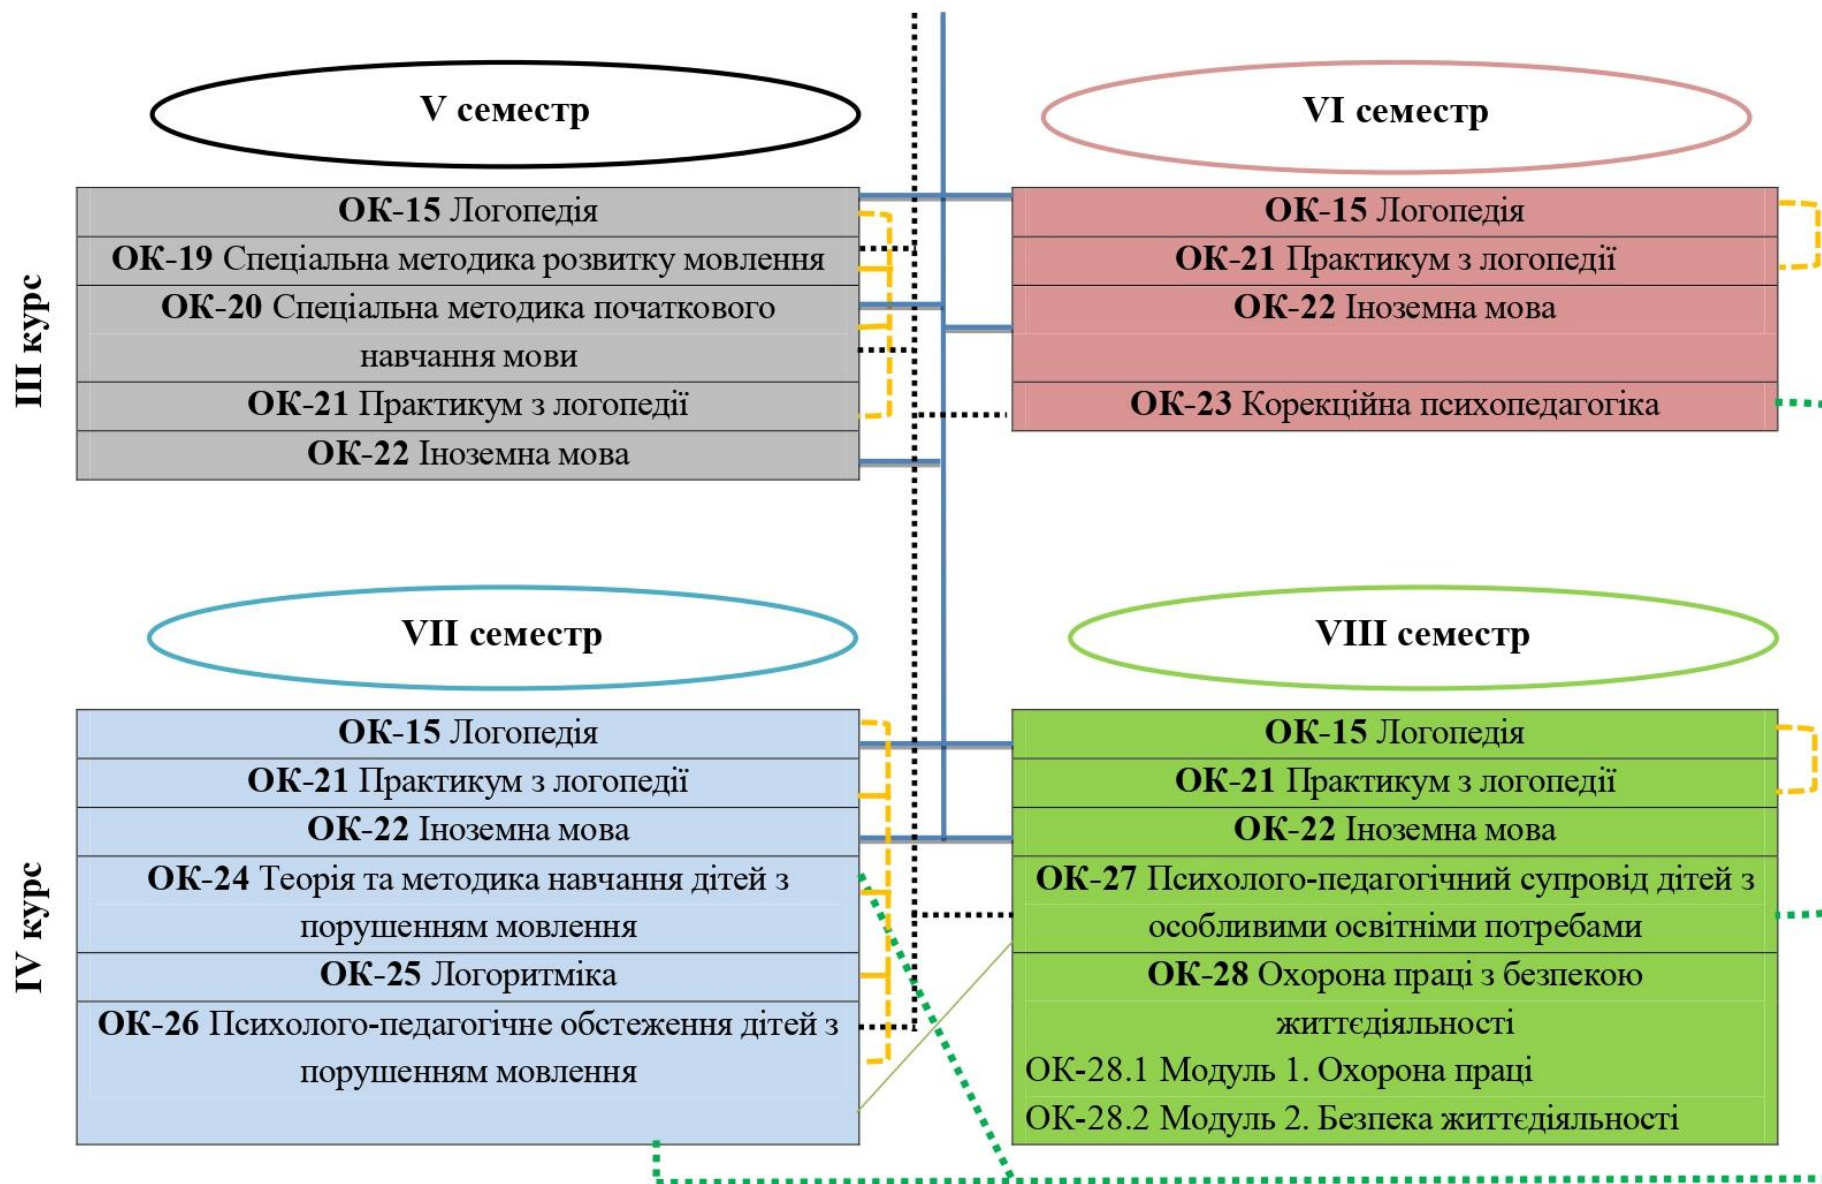 III курс
V семестр
ОК-15 Логопедія
ОК-19 Спеціальна методика розвитку мовлення
ОК-20 Спеціальна методика початкового
навчання мови
ОК-21 Практикум з логопедії
ОК-22 Іноземна мова
VI семестр
ОК-15 Логопедія
ОК-21 Практикум з логопедії
ОК-22 Іноземна мова
ОК-23 Корекційна психопедагогіка
IV курс
VII семестр
ОК-15 Логопедія
ОК-21 Практикум з логопедії
ОК-22 Іноземна мова
ОК-24 Теорія та методика навчання дітей з
порушенням мовлення
ОК-25 Логоритміка
ОК-26 Психолого-педагогічне обстеження дітей з
порушенням мовлення
VIII семестр
ОК-15 Логопедія
ОК-21 Практикум з логопедії
ОК-22 Іноземна мова
ОК-27 Психолого-педагогічний супровід дітей з
особливими освітніми потребами
ОК-28 Охорона праці з безпекою
життєдіяльності
ОК-28.1 Модуль 1. Охорона праці
ОК-28.2 Модуль 2. Безпека життєдіяльності